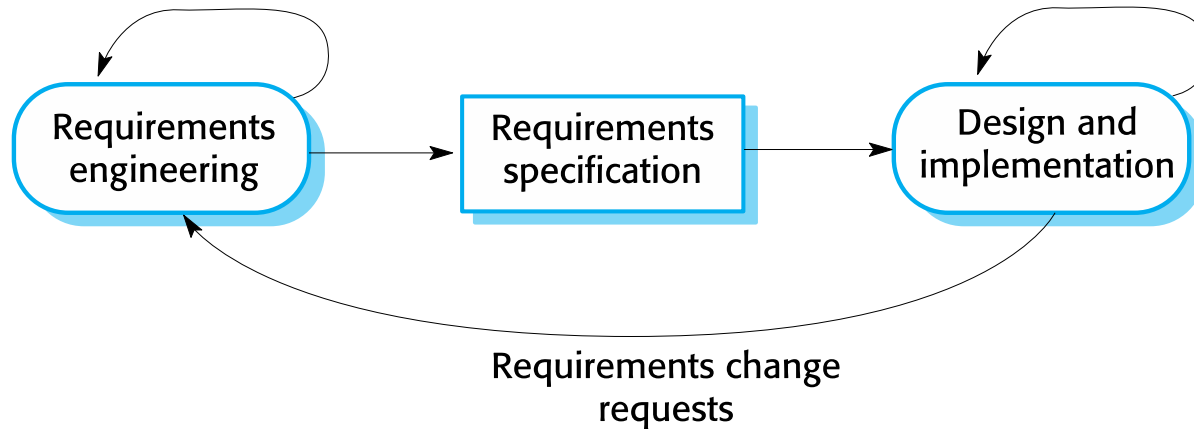 Requirements
engineering
Requirements
specification
Design and
implementation
Requirements change
requests